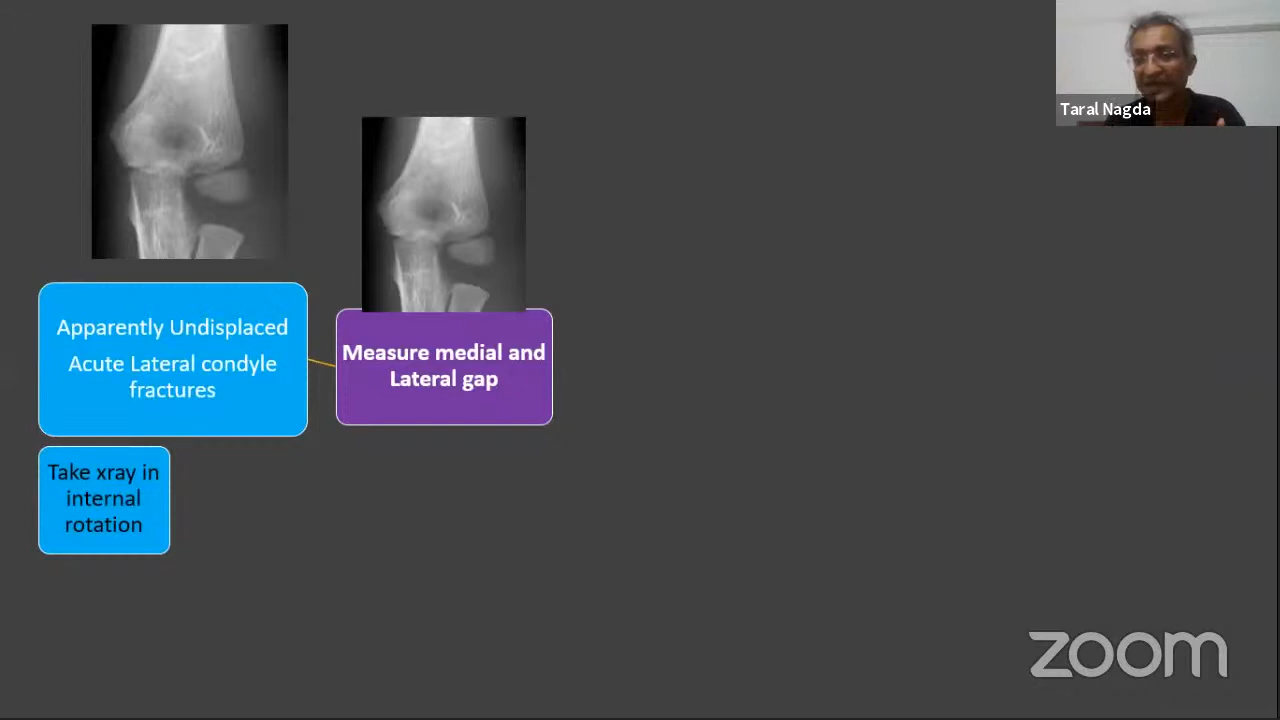 Taral Nagda
Apparently Undisplaced
Acute Lateral condyle
fractures
Measure medial and
Lateral gap
Take xray in
internal
rotation
zoom